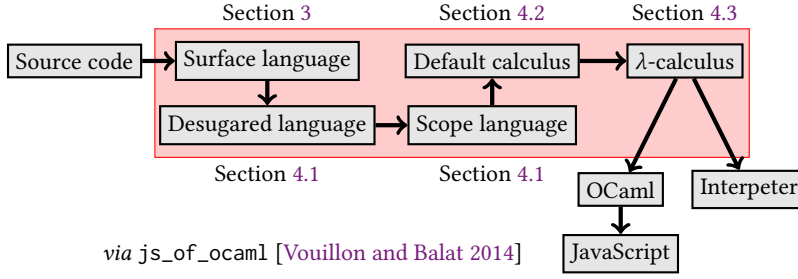 Section 3
Section 4.2
Section 4.3
Source code
Surface language
Default calculus
λ-calculus
Desugared language
Scope language
Section 4.1
Section 4.1
OCaml
Interpeter
via js_of_ocaml [Vouillon and Balat 2014]
JavaScript